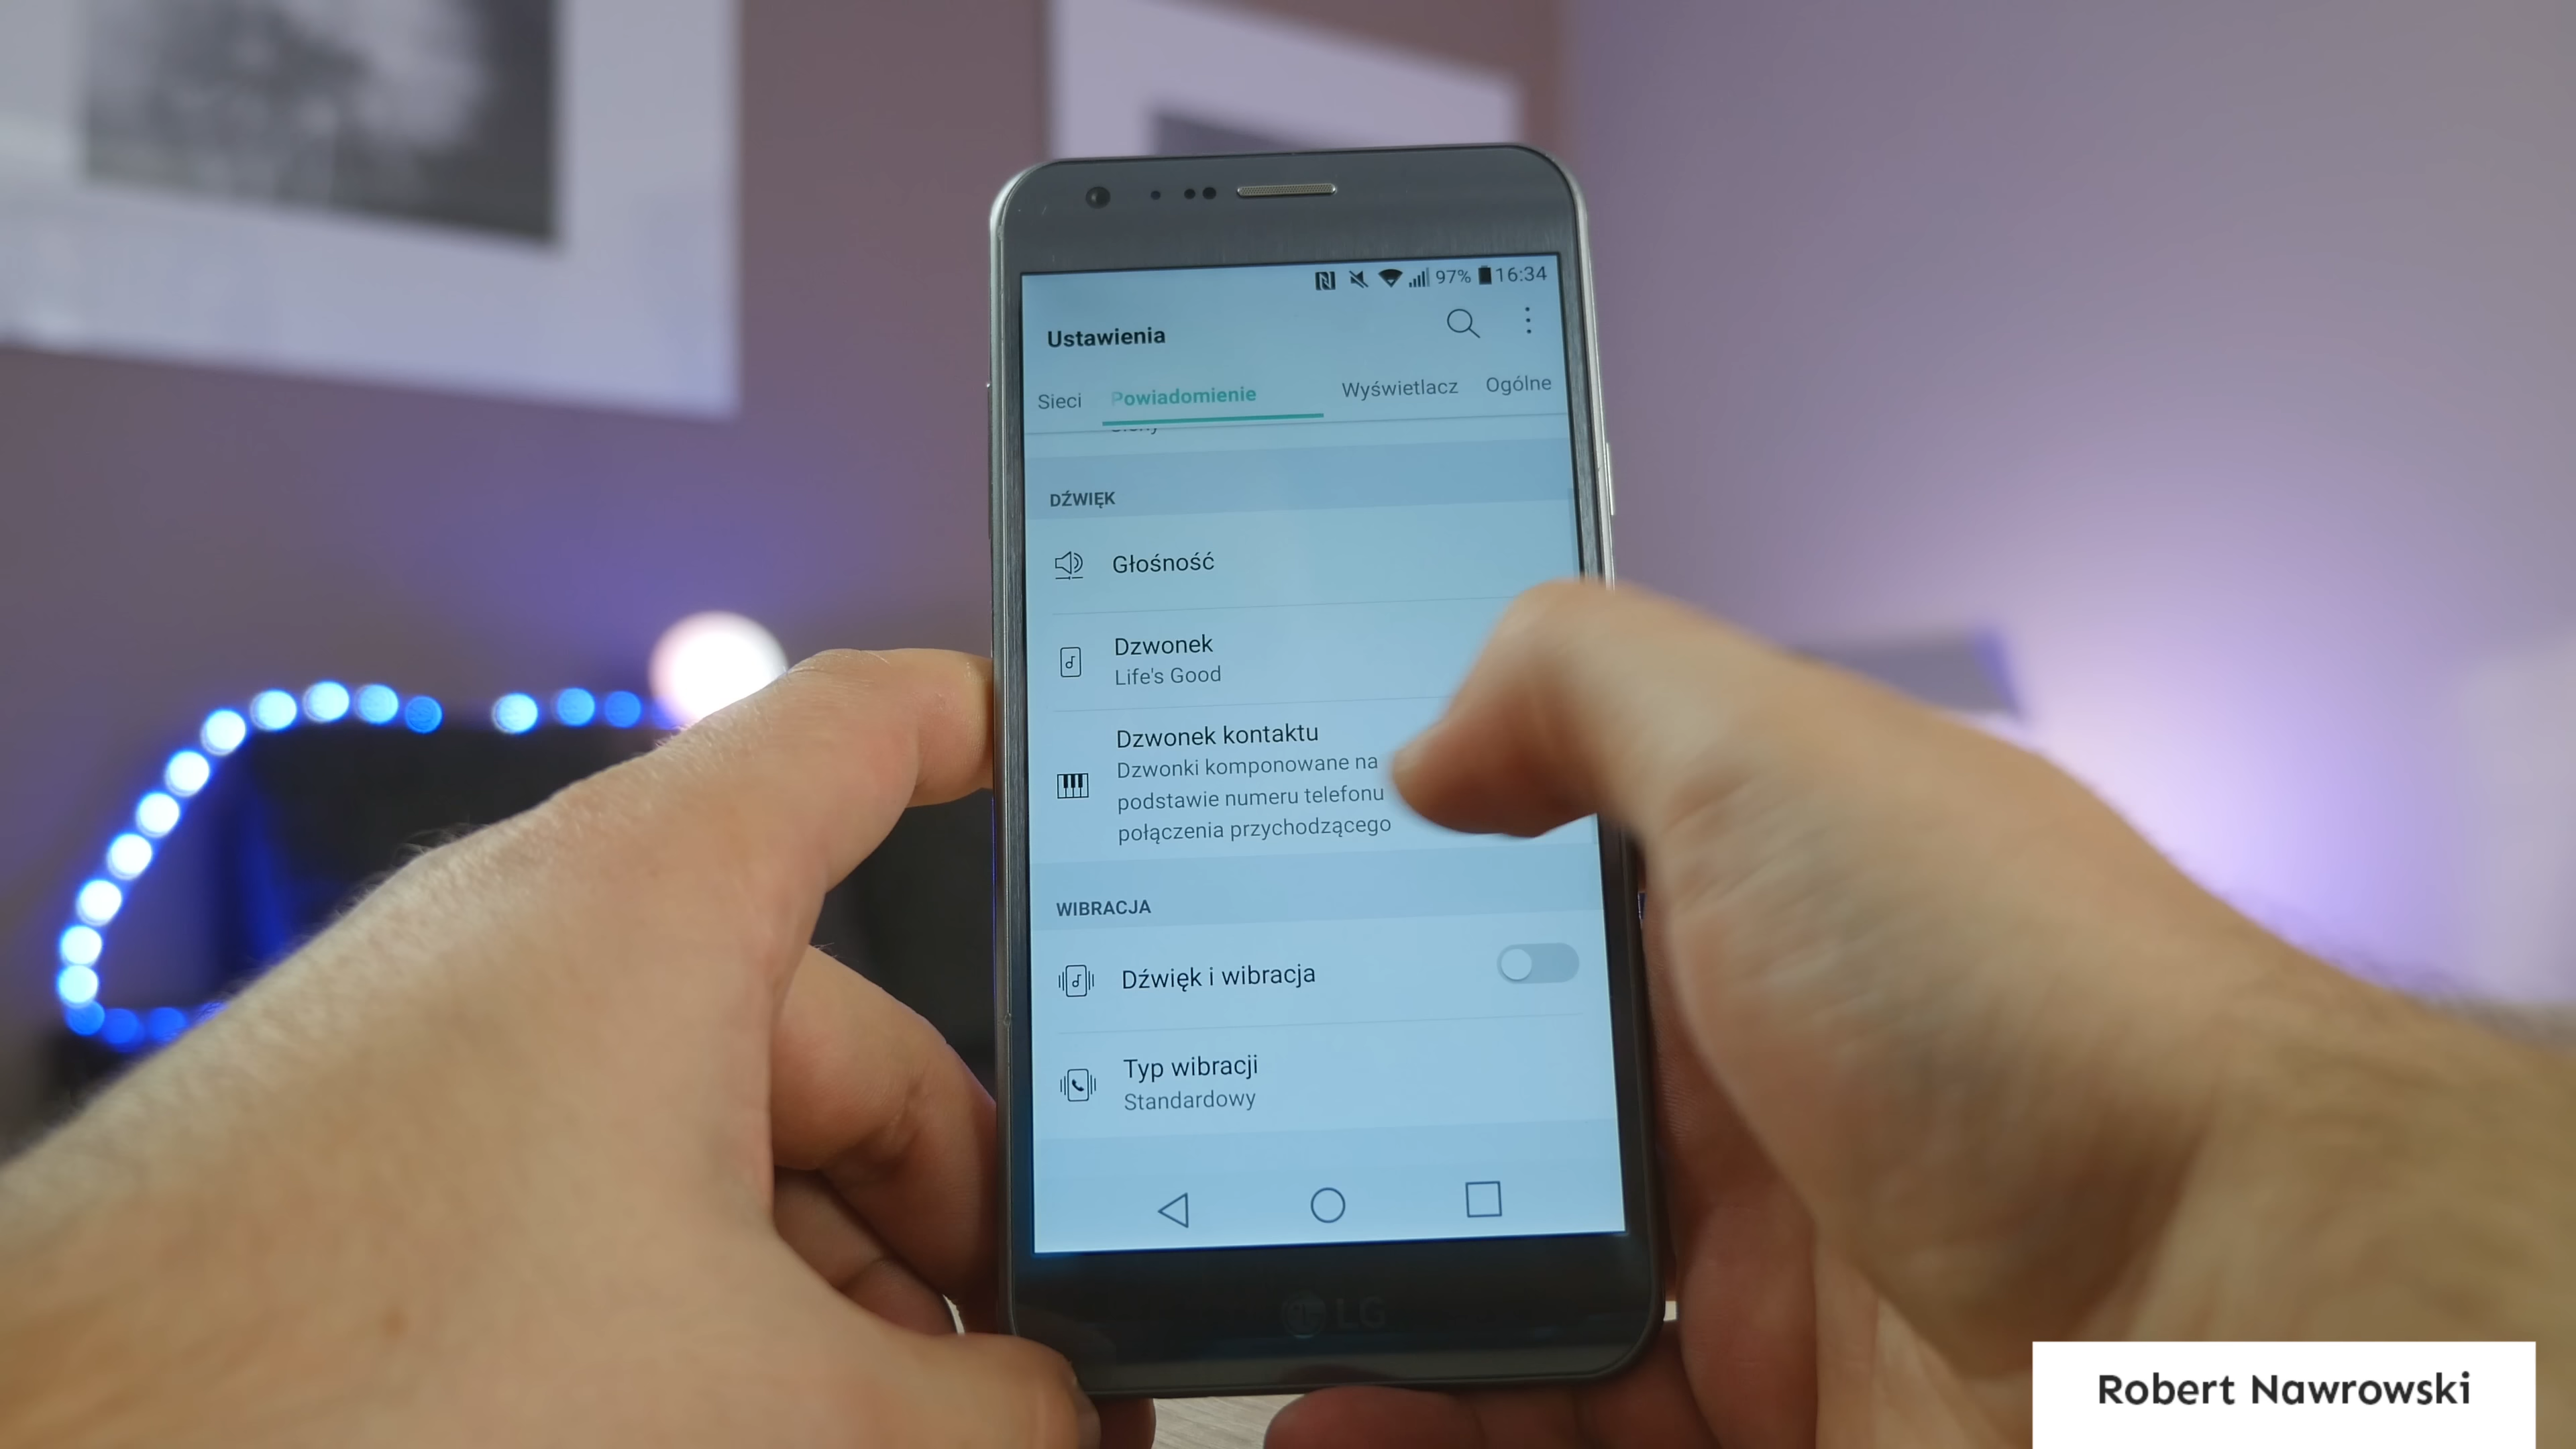 97% 16:34
Ustawienia
Sieci Powiadomienie Wyświetlacz Ogólne
DŹWIĘK
Głośność
Dzwonek
Life's Good
Dzwonek kontaktu
Dzwonki komponowane na
podstawie numeru telefonu
połączenia przychodzącego
WIBRACJA
Dźwięk i wibracja
Typ wibracji
Standardowy
LG
Robert Nawrowski